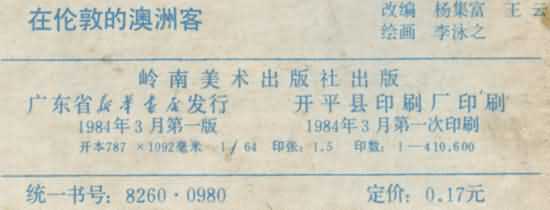 在伦敦的澳洲客
改编 杨集富 王云
绘画 李泳之
岭南美术出版社出版
广东省新华书店发行 开平县印刷厂印刷
1984年3月第一版 1984年3月第一次印刷
开本787×1092毫米 1/64 印张:1.5 印数:1—410,600
统一书号:8260·0980 定价:0.17元